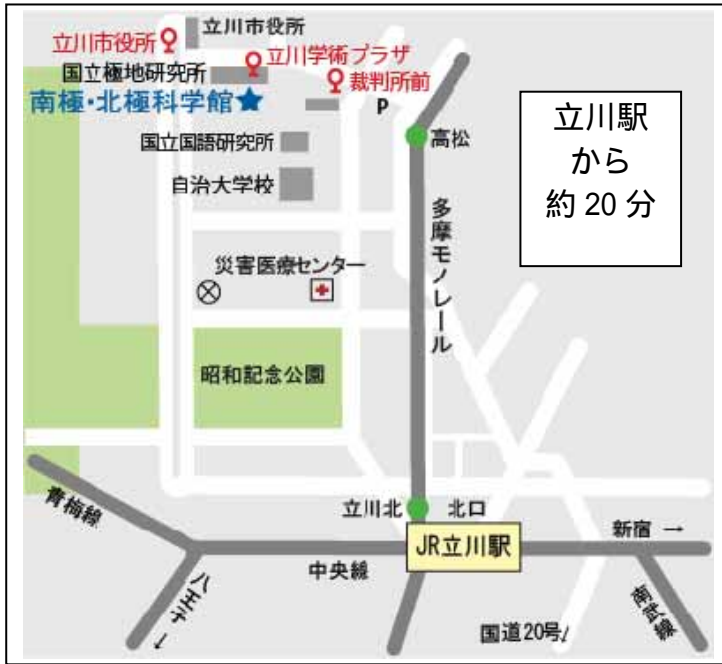 立川市役所
立川市役所
立川学術プラザ
国立極地研究所
裁判所前
南極・北極科学館
P
国立国語研究所
高松
自治大学校
立川駅
から
約20分
多摩モノレール
災害医療センター
昭和記念公園
青梅線
立川北
北口
JR立川駅
新宿 →
中央線
八王子 ↓
南武線
国道20号